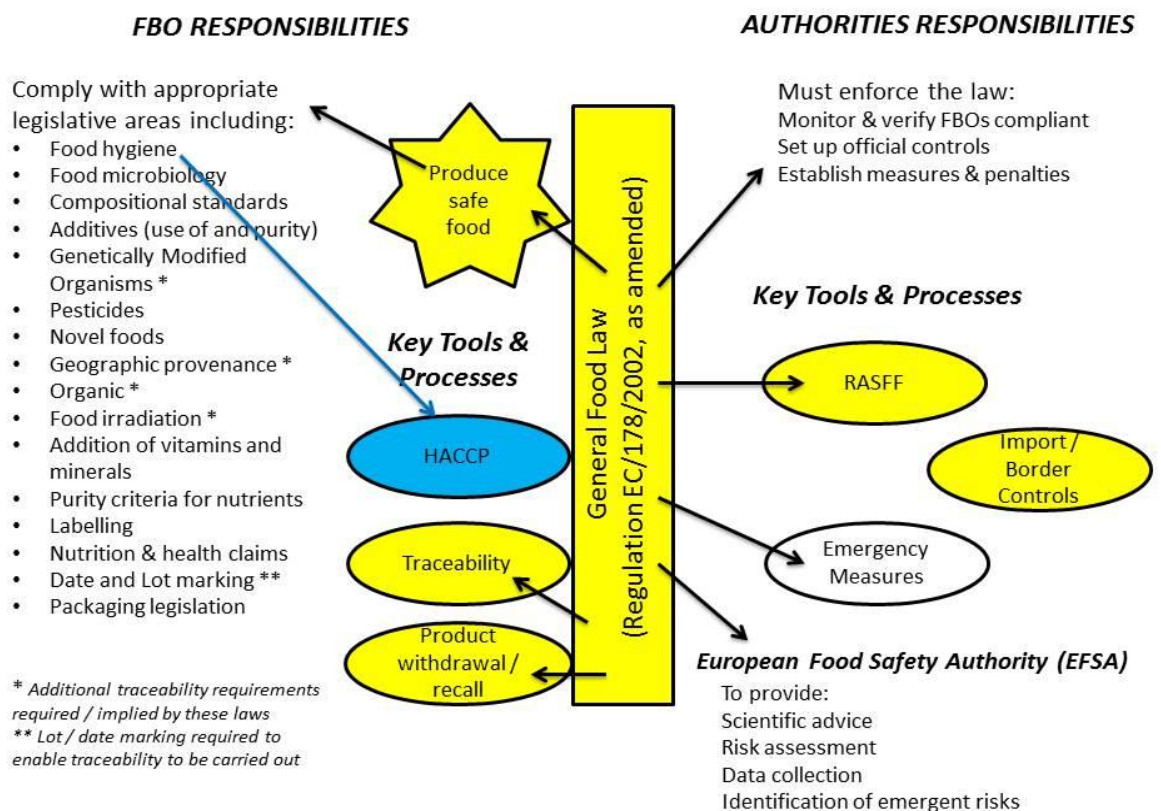 FBO RESPONSIBILITIES
Comply with appropriate
legislative areas including:
• Food hygiene
• Food microbiology
• Compositional standards
• Additives (use of and purity)
• Genetically Modified
Organisms *
• Pesticides
• Novel foods
• Geographic provenance *
• Organic *
• Food irradiation *
• Addition of vitamins and
minerals
• Purity criteria for nutrients
• Labelling
• Nutrition & health claims
• Date and Lot marking **
• Packaging legislation
* Additional traceability requirements
required / implied by these laws
** Lot / date marking required to
enable traceability to be carried out
Produce
safe
food
Key Tools &
Processes
HACCP
Traceability
Product
withdrawal /
recall
General Food Law
(Regulation EC/178/2002, as amended)
AUTHORITIES RESPONSIBILITIES
Must enforce the law:
Monitor & verify FBOs compliant
Set up official controls
Establish measures & penalties
Key Tools & Processes
RASFF
Import /
Border
Controls
Emergency
Measures
European Food Safety Authority (EFSA)
To provide:
Scientific advice
Risk assessment
Data collection
Identification of emergent risks